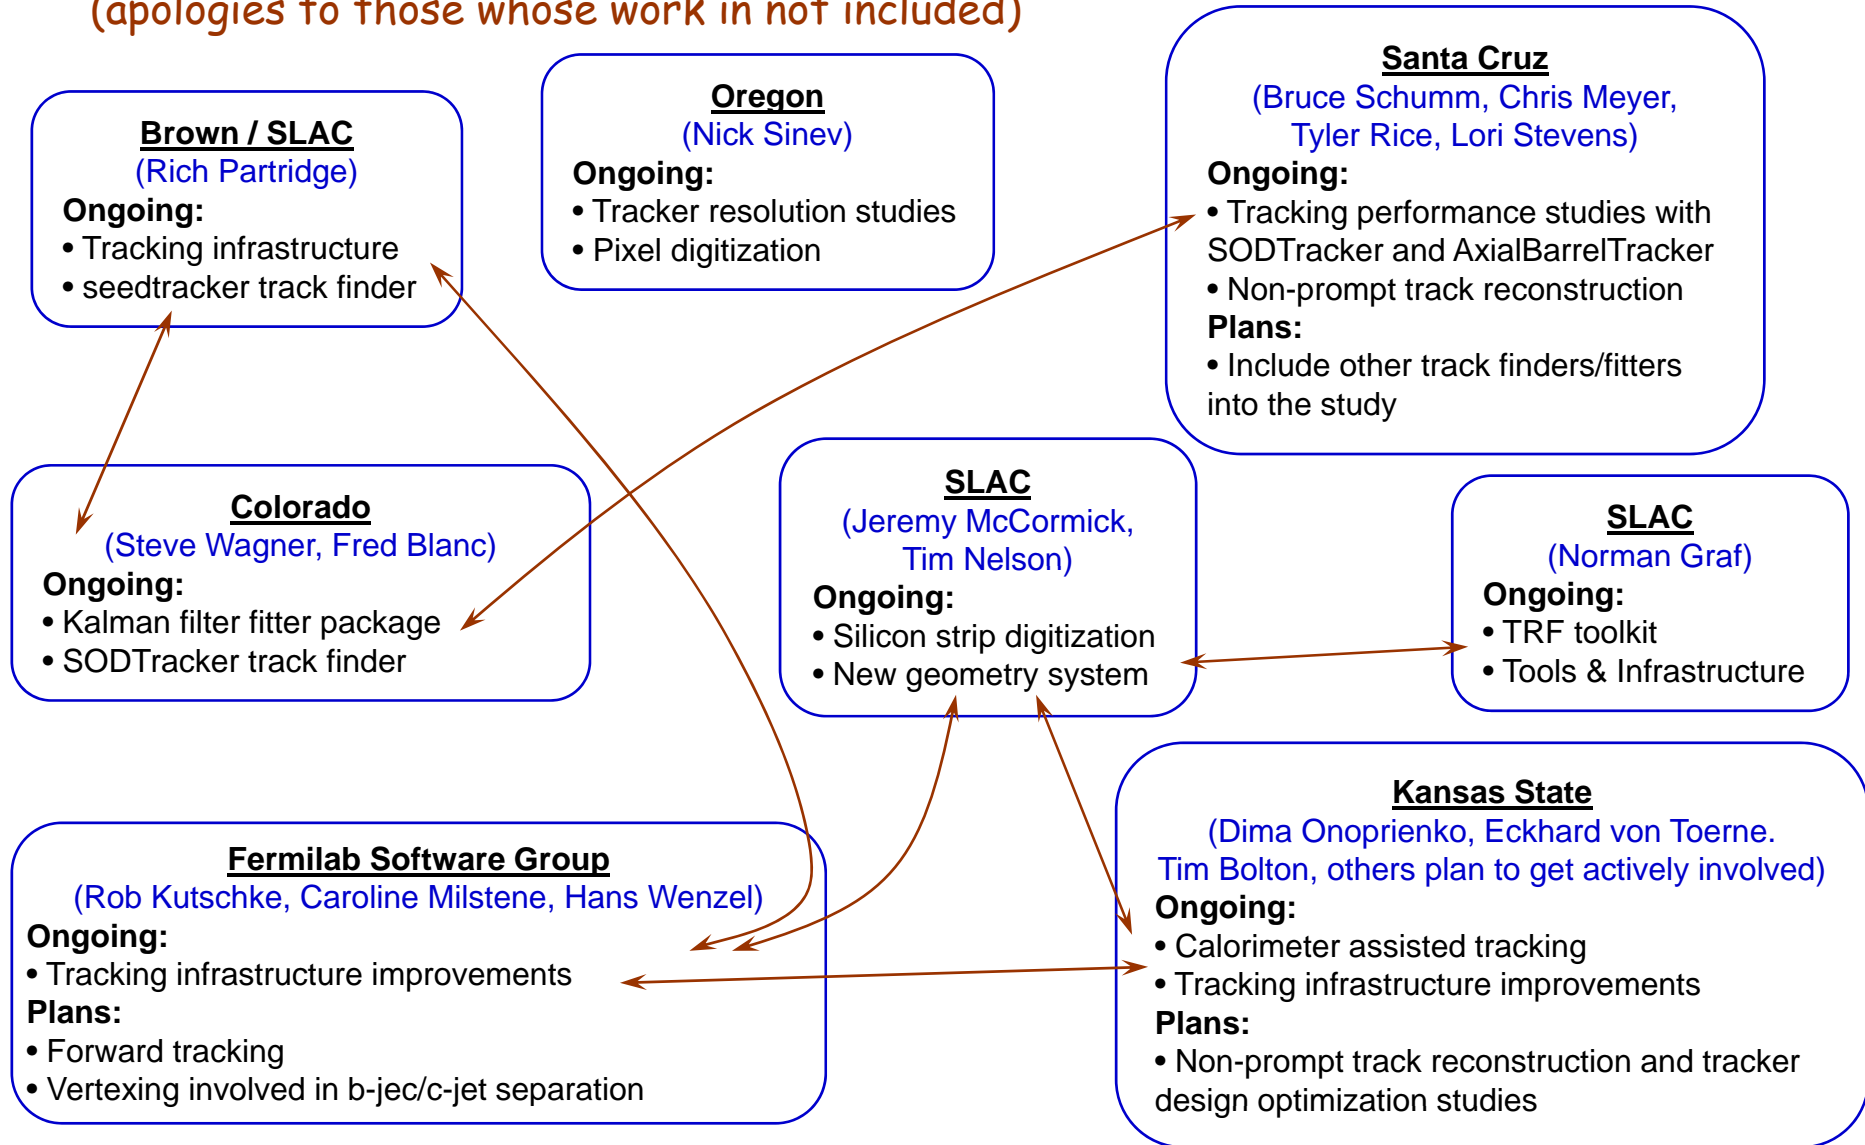 (apologies to those whose work in not included)
Brown / SLAC
(Rich Partridge)
Ongoing:
• Tracking infrastructure
• seedtracker track finder
Oregon
(Nick Sinev)
Ongoing:
• Tracker resolution studies
• Pixel digitization
Santa Cruz
(Bruce Schumm, Chris Meyer,
Tyler Rice, Lori Stevens)
Ongoing:
• Tracking performance studies with
SODTracker and AxialBarrelTracker
• Non-prompt track reconstruction
Plans:
• Include other track finders/fitters
into the study
Colorado
(Steve Wagner, Fred Blanc)
Ongoing:
• Kalman filter fitter package
• SODTracker track finder
SLAC
(Jeremy McCormick,
Tim Nelson)
Ongoing:
• Silicon strip digitization
• New geometry system
SLAC
(Norman Graf)
Ongoing:
• TRF toolkit
• Tools & Infrastructure
Fermilab Software Group
(Rob Kutschke, Caroline Milstene, Hans Wenzel)
Ongoing:
• Tracking infrastructure improvements
Plans:
• Forward tracking
• Vertexing involved in b-jec/c-jet separation
Kansas State
(Dima Onoprienko, Eckhard von Toerne.
Tim Bolton, others plan to get actively involved)
Ongoing:
• Calorimeter assisted tracking
• Tracking infrastructure improvements
Plans:
• Non-prompt track reconstruction and tracker
design optimization studies